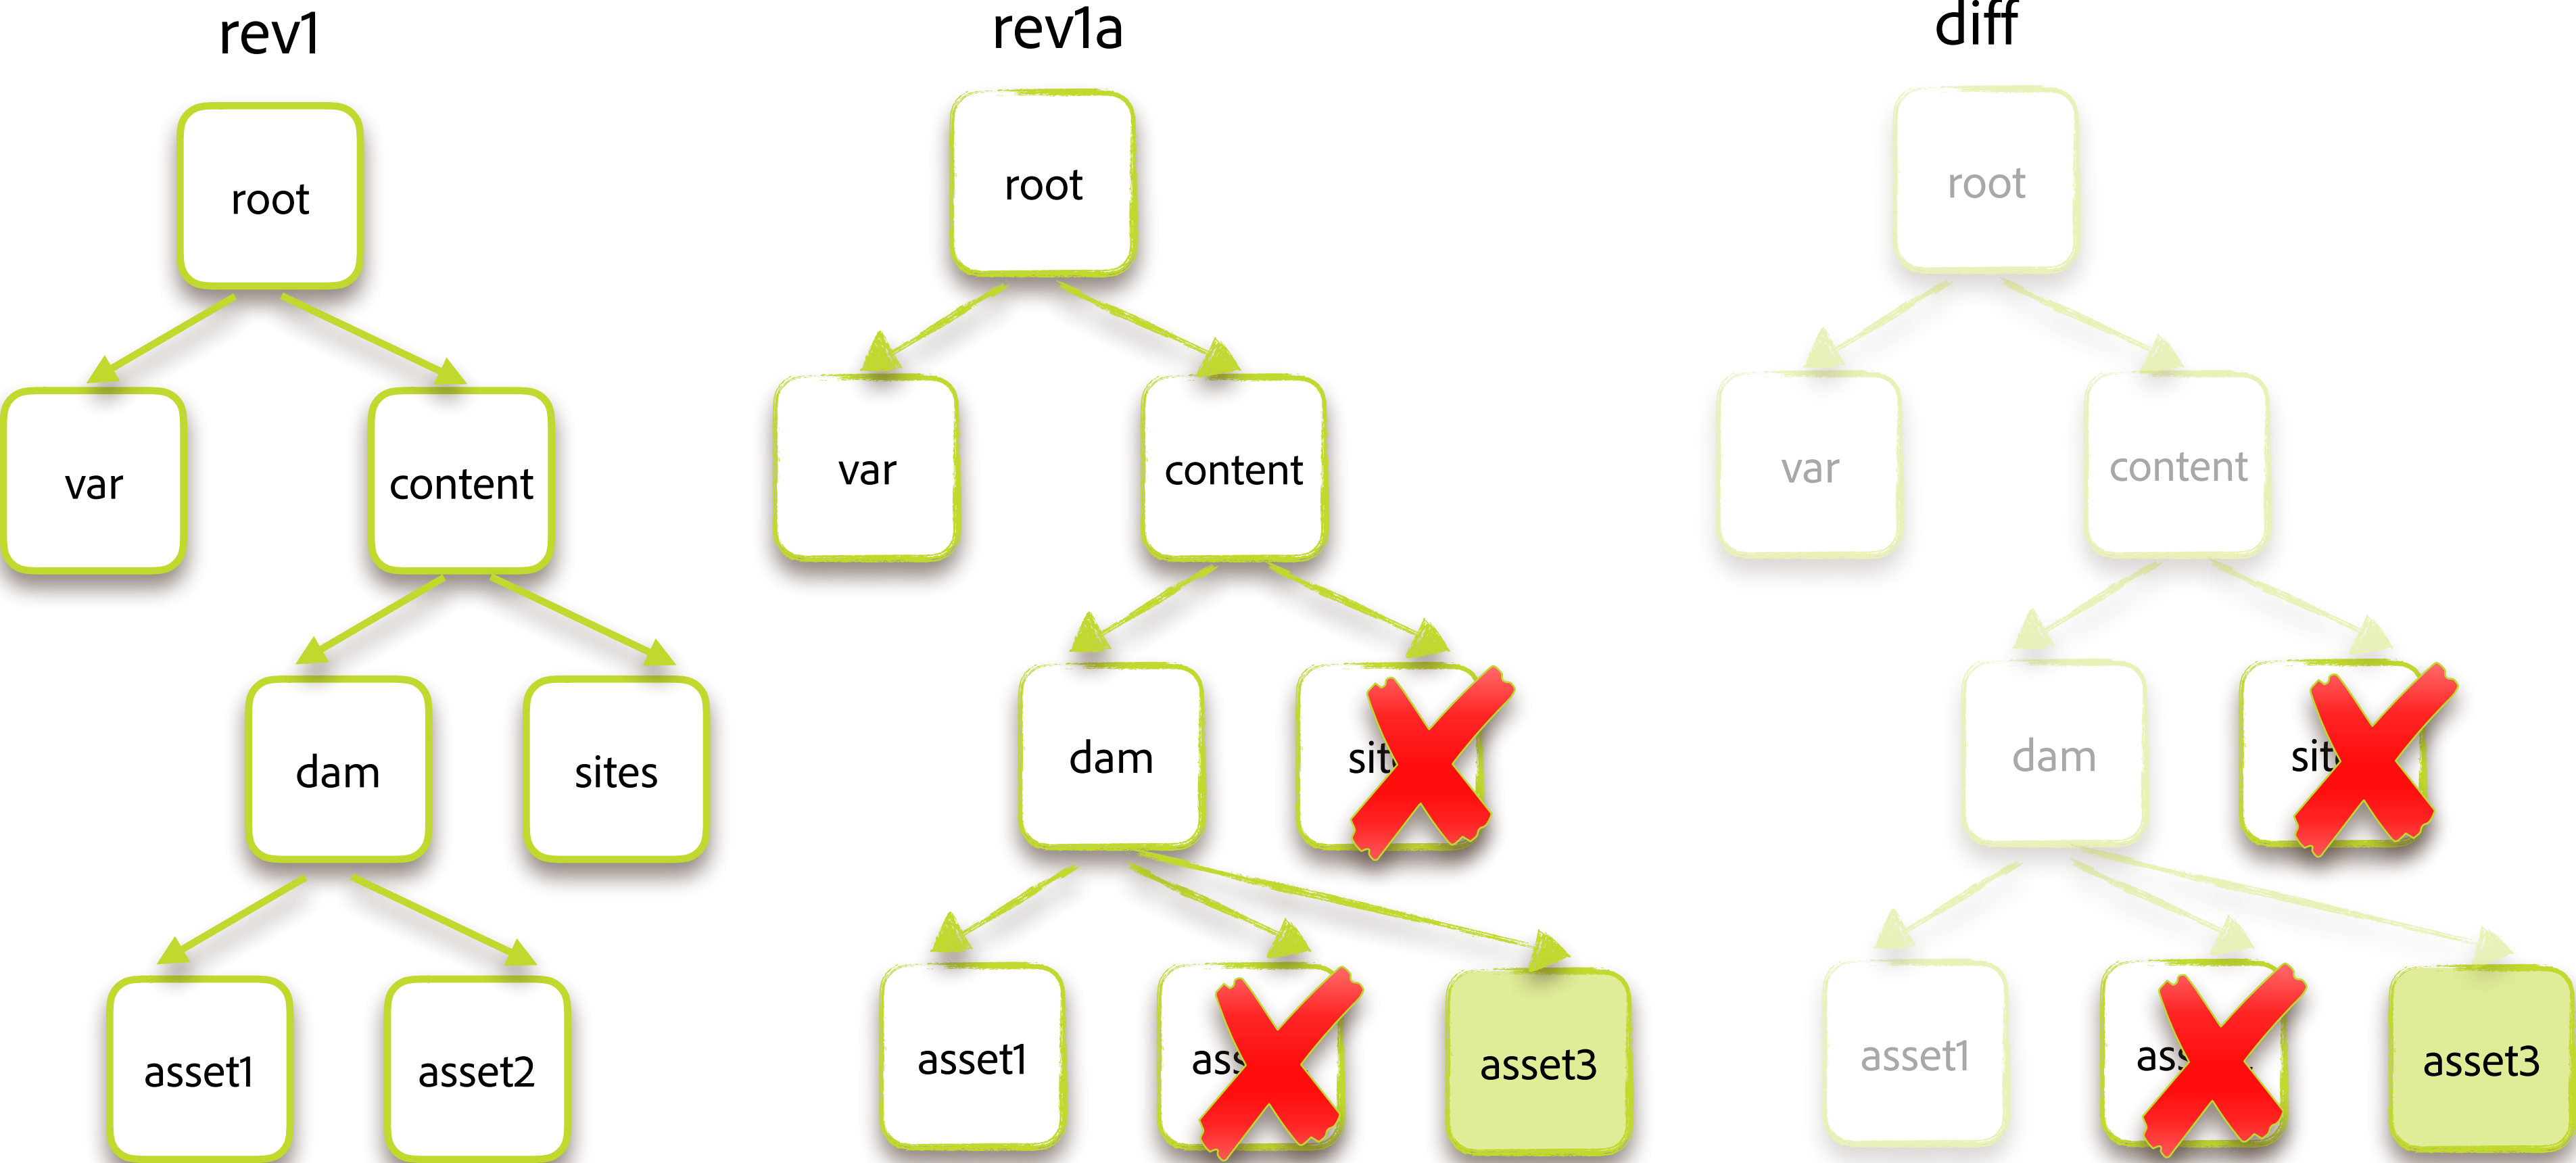 rev1
rev1a
diff
root
root
root
var
content
var
content
var
content
dam
sites
dam
dam
asset1
asset2
asset1
asset3
asset1
asset3